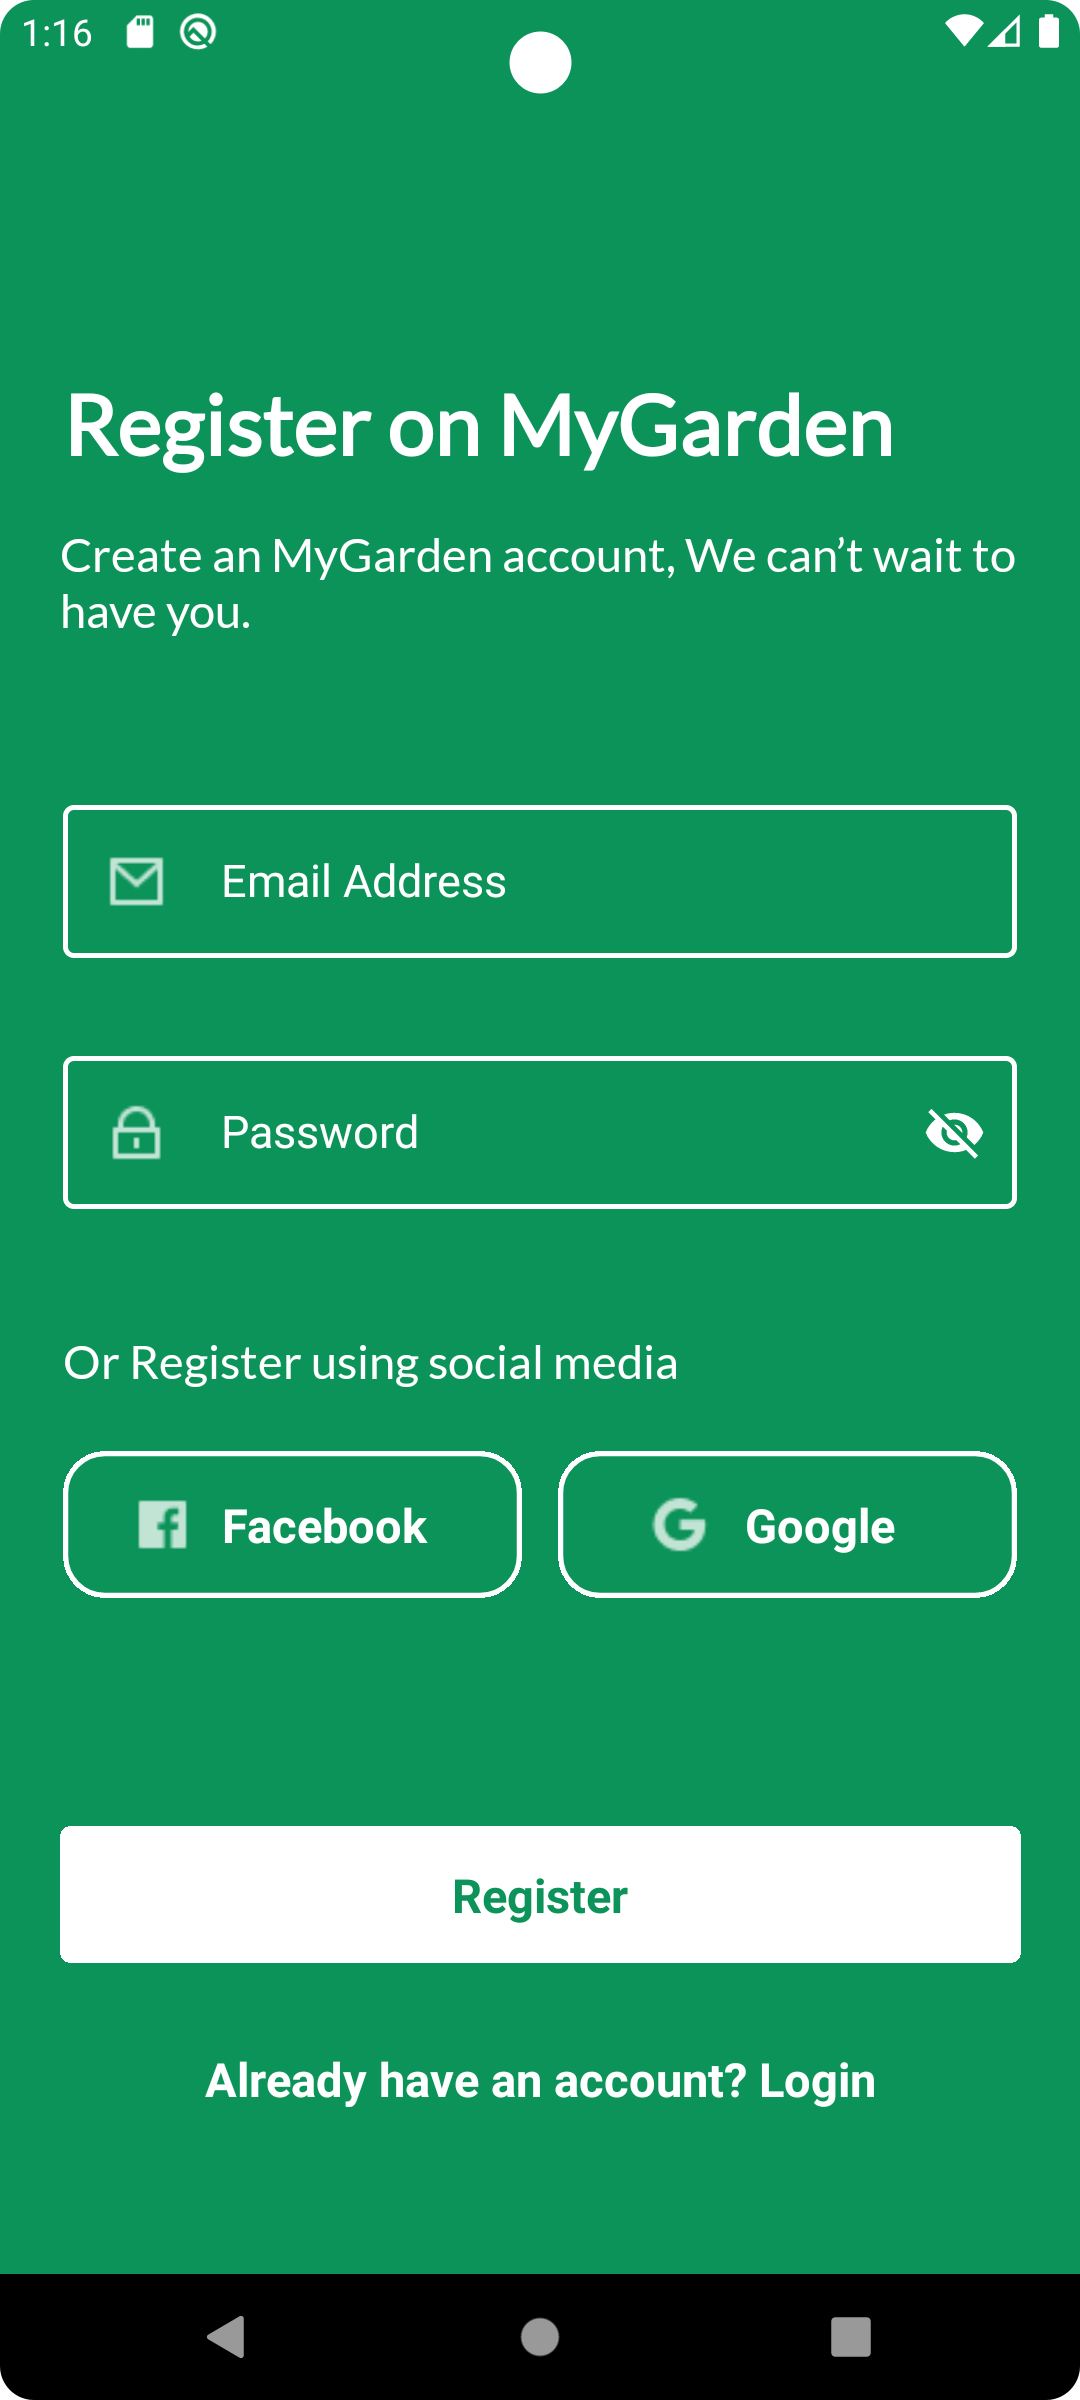 1:16
Register on MyGarden
Create an MyGarden account, We can’t wait to
have you.
Email Address
Password
Or Register using social media
Facebook
Google
Register
Already have an account? Login